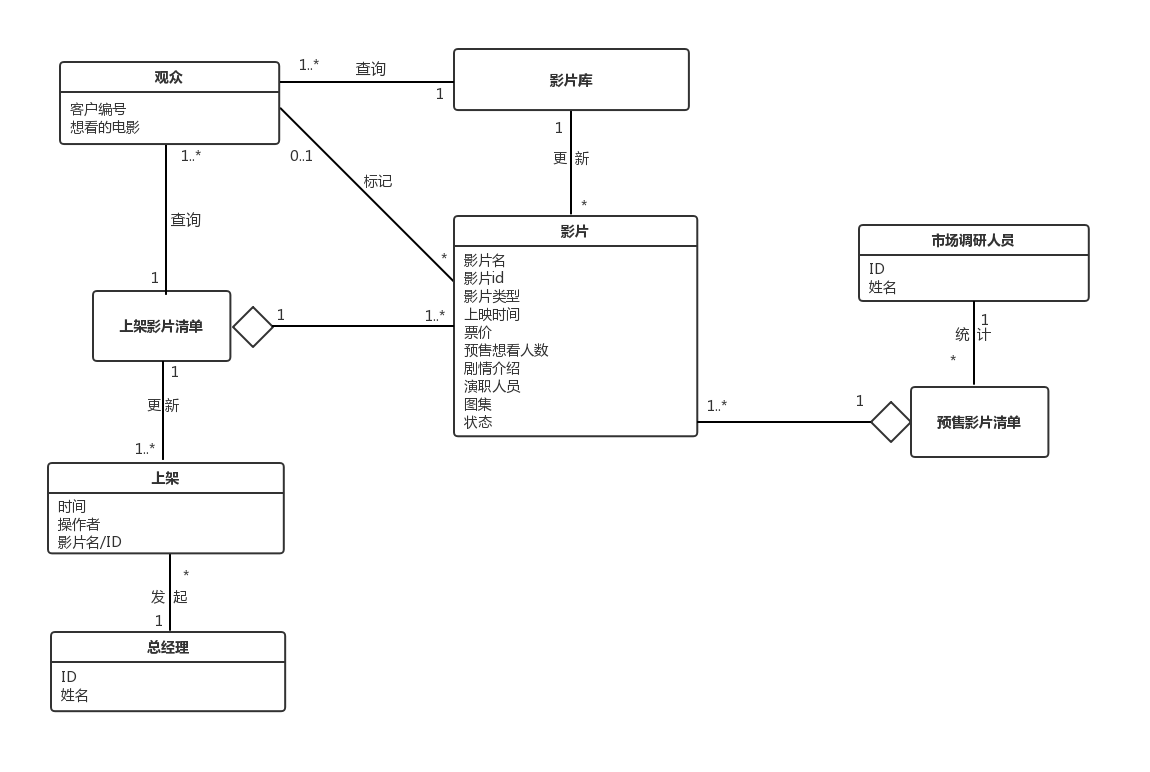 观众
客户编号
想看的电影
1..*
查询
1
影片库
1
更 新
*
0..1
标记
*
1..*
查询
1
影片
影片名
影片id
影片类型
上映时间
票价
预售想看人数
剧情介绍
演职人员
图集
状态
市场调研人员
ID
姓名
1
统 计
*
上架影片清单
1
1..*
1..*
1
预售影片清单
1
更新
1..*
上架
时间
操作者
影片名/ID
*
发 起
1
总经理
ID
姓名